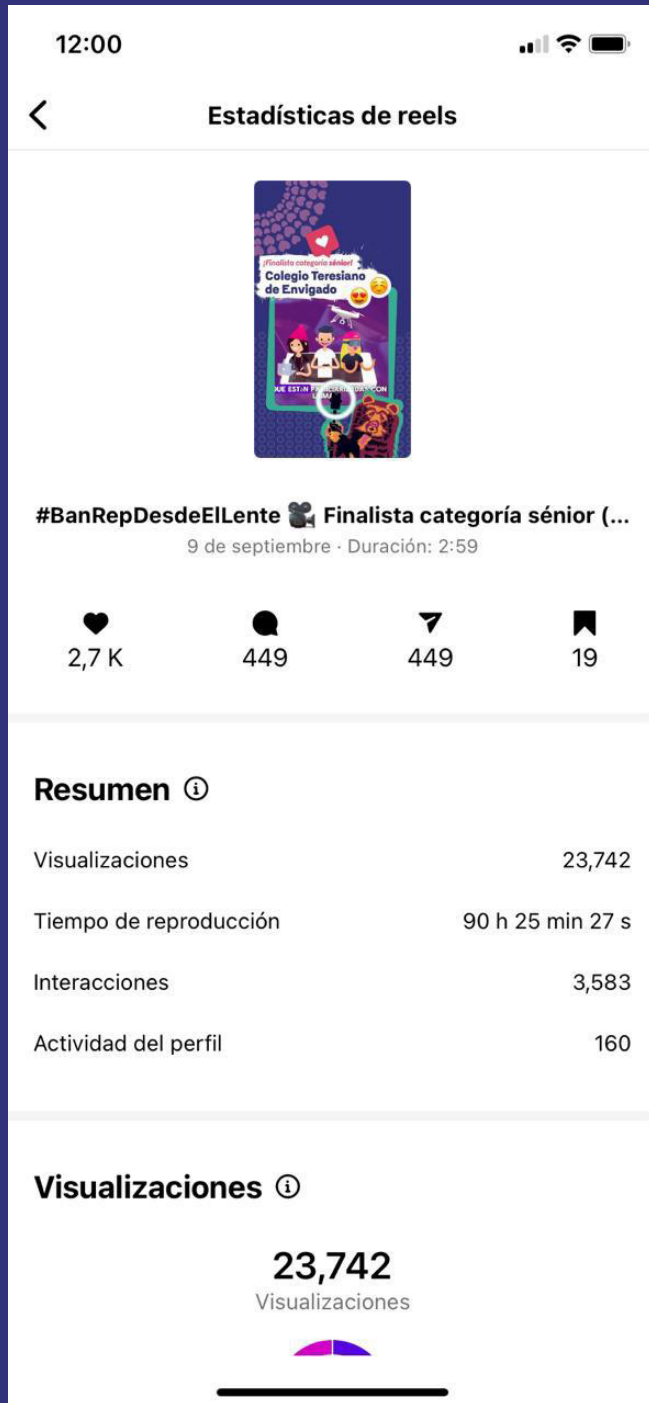 12:00
Estadísticas de reels
¡Finalista categoría sénior!
Colegio Teresiano
de Envigado
#BanRepDesdeElLente 🎥 Finalista categoría sénior (...
9 de septiembre · Duración: 2:59
2,7 K 449 449 19
Resumen
Visualizaciones 23,742
Tiempo de reproducción 90 h 25 min 27 s
Interacciones 3,583
Actividad del perfil 160
Visualizaciones
23,742
Visualizaciones